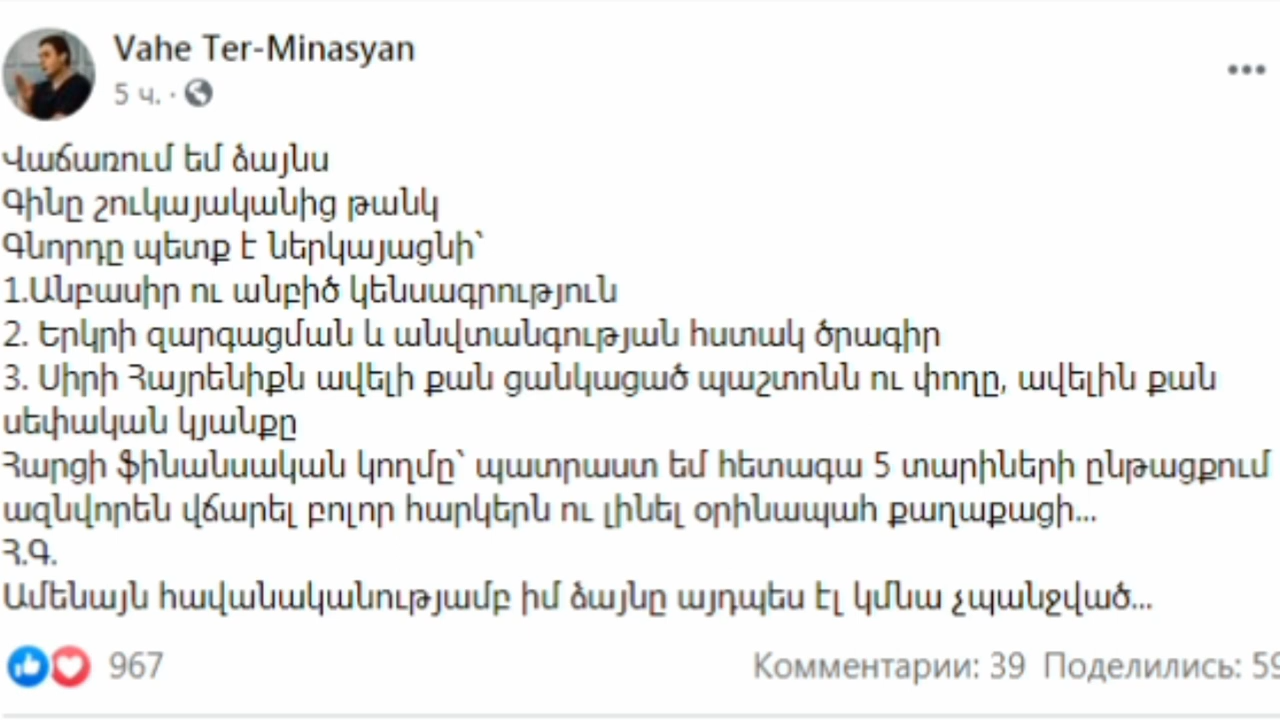 Vahe Ter-Minasyan
5 ч. ·
Վաճառում եմ ձայնս
Գինը շուկայականից թանկ
Գնորդը պետք է ներկայացնի՝
1.Անբասիր ու անբիծ կենսագրություն
2. Երկրի զարգացման և անվտանգության հստակ ծրագիր
3. Սիրի Հայրենիքն ավելի քան ցանկացած պաշտոնն ու փողը, ավելին քան
սեփական կյանքը
Հարցի ֆինանսական կողմը՝ պատրաստ եմ հետագա 5 տարիների ընթացքում
ազնվորեն վճարել բոլոր հարկերն ու լինել օրինապահ քաղաքացի...
Հ.Գ.
Ամենայն հավանականությամբ իմ ձայնը այդպես էլ կմնա չպանջված...
967 Комментарии: 39 Поделились: 59